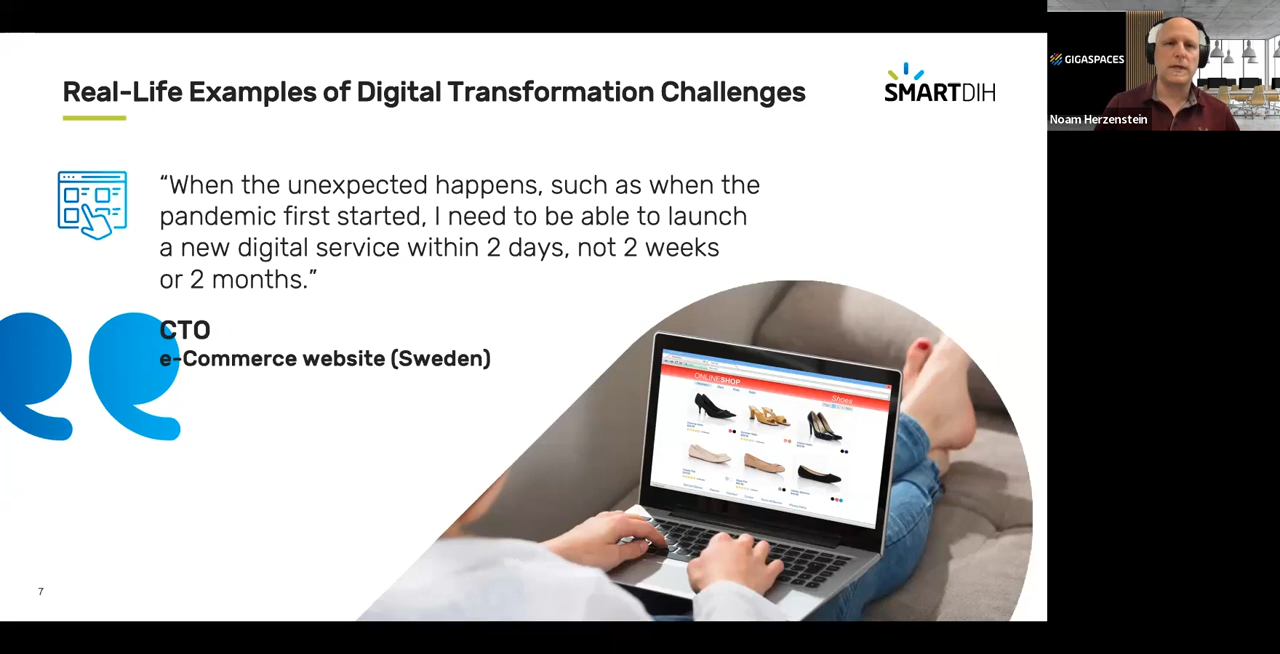 Real-Life Examples of Digital Transformation Challenges
SMARTDIH
“When the unexpected happens, such as when the
pandemic first started, I need to be able to launch
a new digital service within 2 days, not 2 weeks
or 2 months.”
CTO
e-Commerce website (Sweden)
ONLINESHOP
Shoes
7
GIGASPACES
Noam Herzenstein